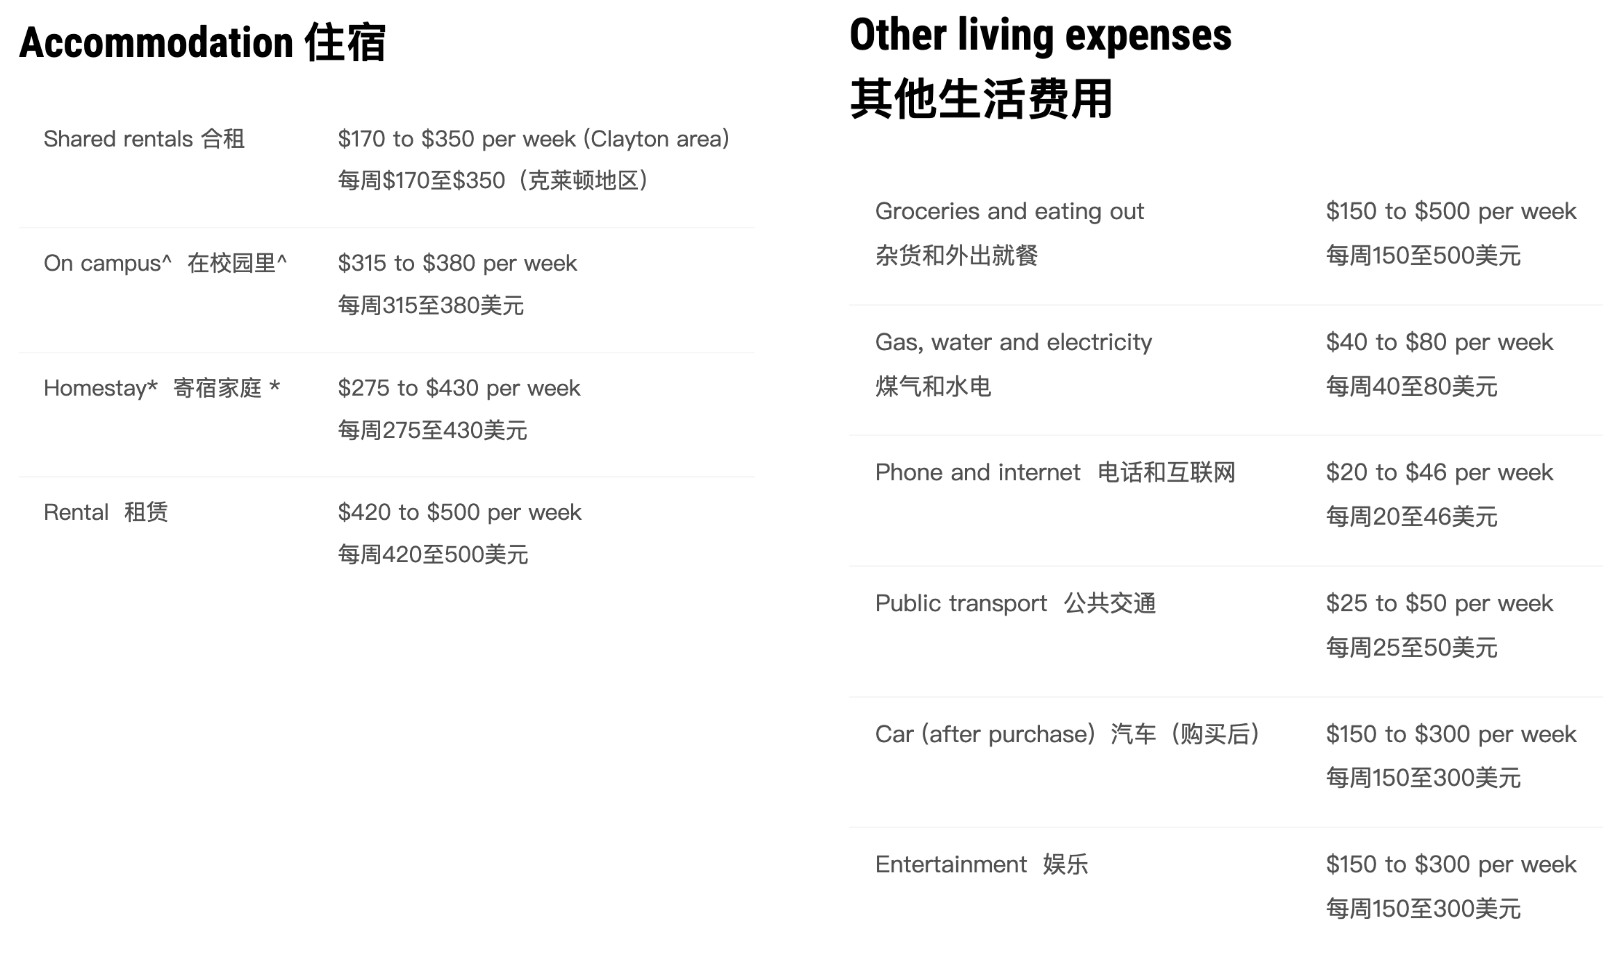 Accommodation 住宿
Shared rentals 合租
$170 to $350 per week (Clayton area)
每周$170至$350（克莱顿地区）
On campus^ 在校园里^
$315 to $380 per week
每周315至380美元
Homestay* 寄宿家庭 *
$275 to $430 per week
每周275至430美元
Rental 租赁
$420 to $500 per week
每周420至500美元
Other living expenses
其他生活费用
Groceries and eating out
杂货和外出就餐
$150 to $500 per week
每周150至500美元
Gas, water and electricity
煤气和水电
$40 to $80 per week
每周40至80美元
Phone and internet 电话和互联网
$20 to $46 per week
每周20至46美元
Public transport 公共交通
$25 to $50 per week
每周25至50美元
Car (after purchase) 汽车（购买后）
$150 to $300 per week
每周150至300美元
Entertainment 娱乐
$150 to $300 per week
每周150至300美元